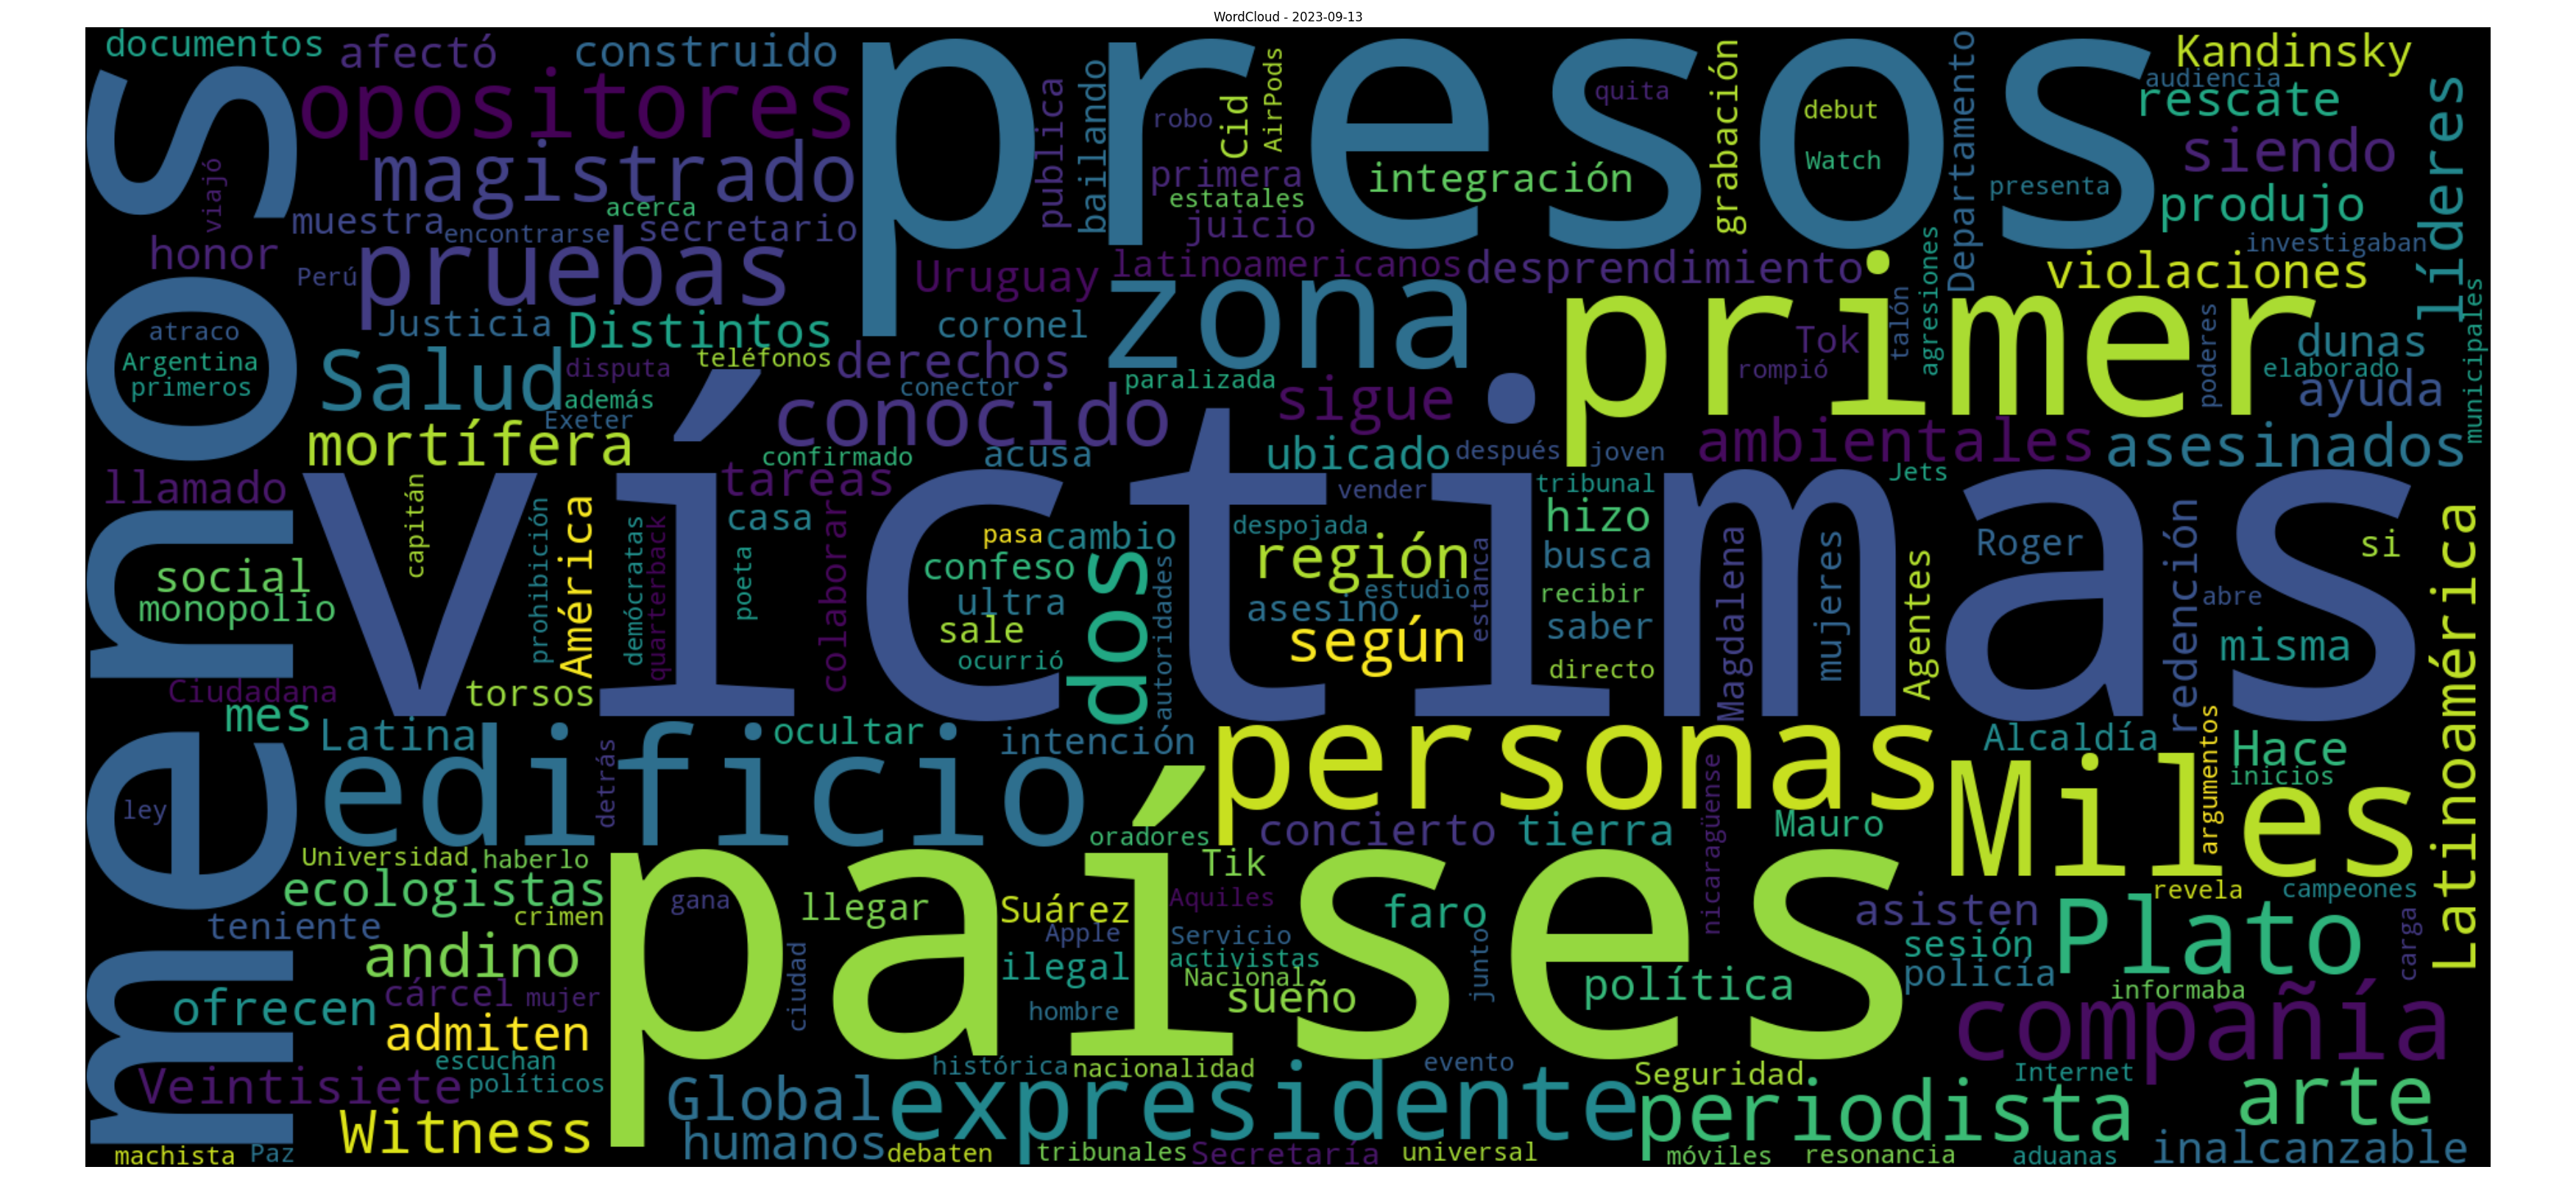 WordCloud - 2023-09-13
documentos
afectó
construido
presos
Kandinsky
audiencia
rescate
opositores
publica
bailando
robo
Cid
AirPods
quita
grabación
debut
Watch
Departamento
presenta
siendo
líderes
menos
magistrado
primera
integración
estatales
juicio
produjo
viajó
acerca
muestra
encontrarse
secretario
honor
Perú
pruebas
Uruguay
latinoamericanos
desprendimiento
agresiones
violaciones
investigaban
municipales
atraco
Argentina
primeros
Justicia
Distintos
coronel
zona
primer
Tok
talón
poderes
dunas
Salud
disputa
teléfonos
derechos
rompió
elaborado
ayuda
además
conector
paralizada
Exeter
conocido
sigue
mortífera
confirmado
acusa
ubicado
después
joven
ambientales
asesinados
llamado
tareas
víctimas
vender
tribunal
Jets
capitán
prohibición
América
demócratas
quarterback
casa
poeta
colaborar
pasa
cambio
despojada
hizo
Magdalena
mujeres
Agentes
Roger
redención
si
Latinoamérica
social
monopolio
confeso
dos
autoridades
región
estudio
estanca
busca
recibir
abre
ultra
asesino
sale
según
saber
misma
ocurrió
directo
Ciudadana
torsos
mes
Latina
ocultar
intención
personas
Alcaldía
argumentos
Hace
inicios
edificio
detrás
ley
Miles
oradores
concierto
tierra
nicaragüense
Mauro
Universidad
haberlo
países
Tik
ecologistas
gana
llegar
Suárez
Aquiles
faro
asisten
revela
campeones
crimen
teniente
Apple
Servicio
junto
sesión
Plato
carga
andino
ciudad
ilegal
activistas
Nacional
policía
ofrecen
cárcel
mujer
hombre
sueño
política
informaba
admiten
compañía
escuchan
histórica
nacionalidad
evento
Seguridad
Internet
Veintisiete
políticos
Global
expresidente
periodista
arte
Witness
humanos
machista
Paz
debaten
tribunales
Secretaría
universal
móviles
resonancia
aduanas
inalcanzable